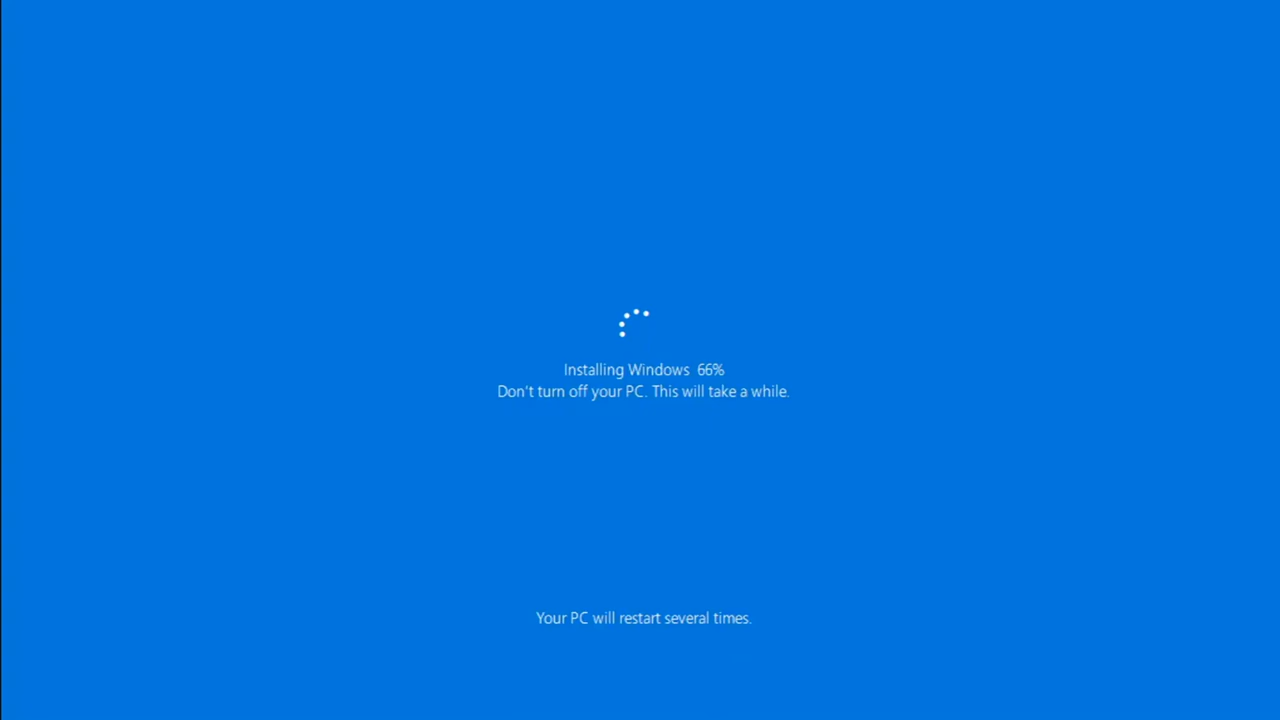 Installing Windows  66%
Don't turn off your PC. This will take a while.
Your PC will restart several times.